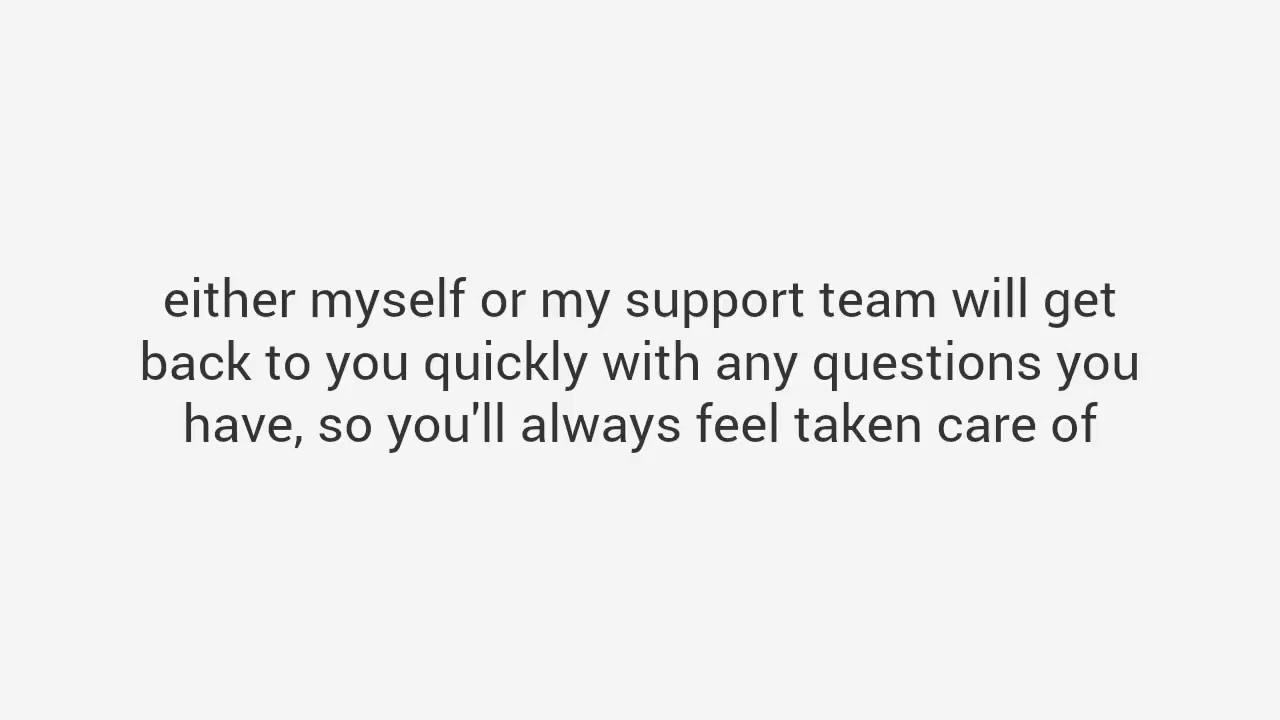 either myself or my support team will get
back to you quickly with any questions you
have, so you'll always feel taken care of